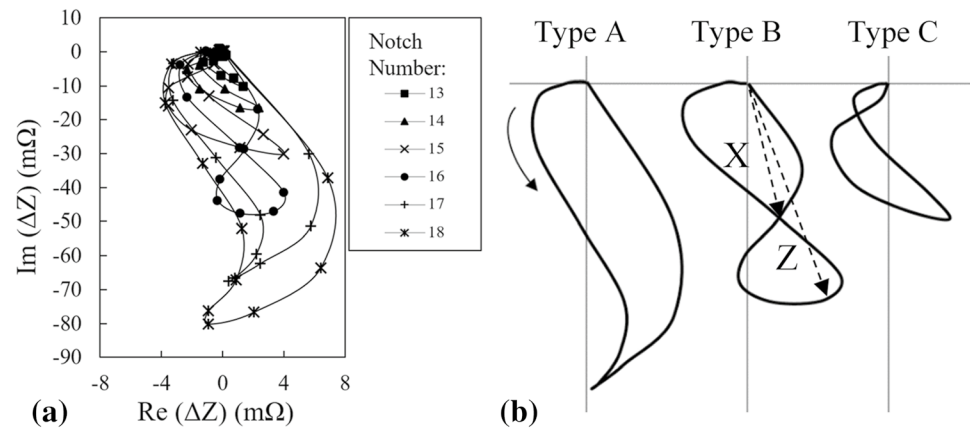 10
0
-10
-20
-30
-40
-50
-60
-70
-80
-90
Im (ΔZ) (mΩ)
-8 -4 0 4 8
Re (ΔZ) (mΩ)
(a)
Notch
Number:
13
14
15
16
17
18
Type A Type B Type C
X
Z
(b)